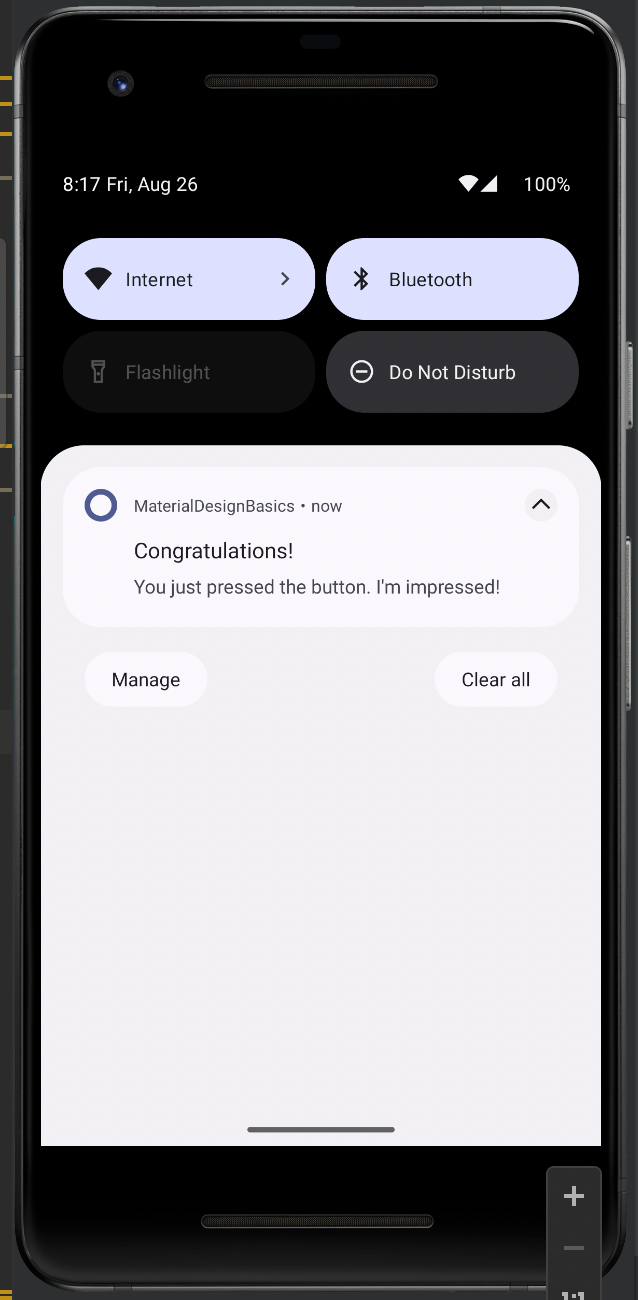 8:17 Fri, Aug 26 100%
Internet Bluetooth
Flashlight Do Not Disturb
MaterialDesignBasics • now
Congratulations!
You just pressed the button. I'm impressed!
Manage Clear all
1:1